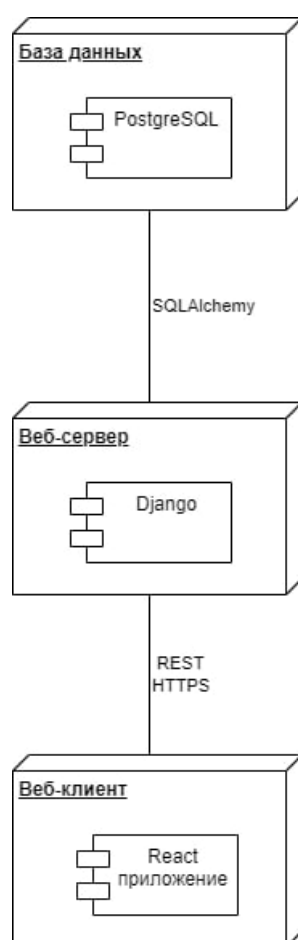 База данных
PostgreSQL
SQLAlchemy
Веб-сервер
Django
REST
HTTPS
Веб-клиент
React
приложение